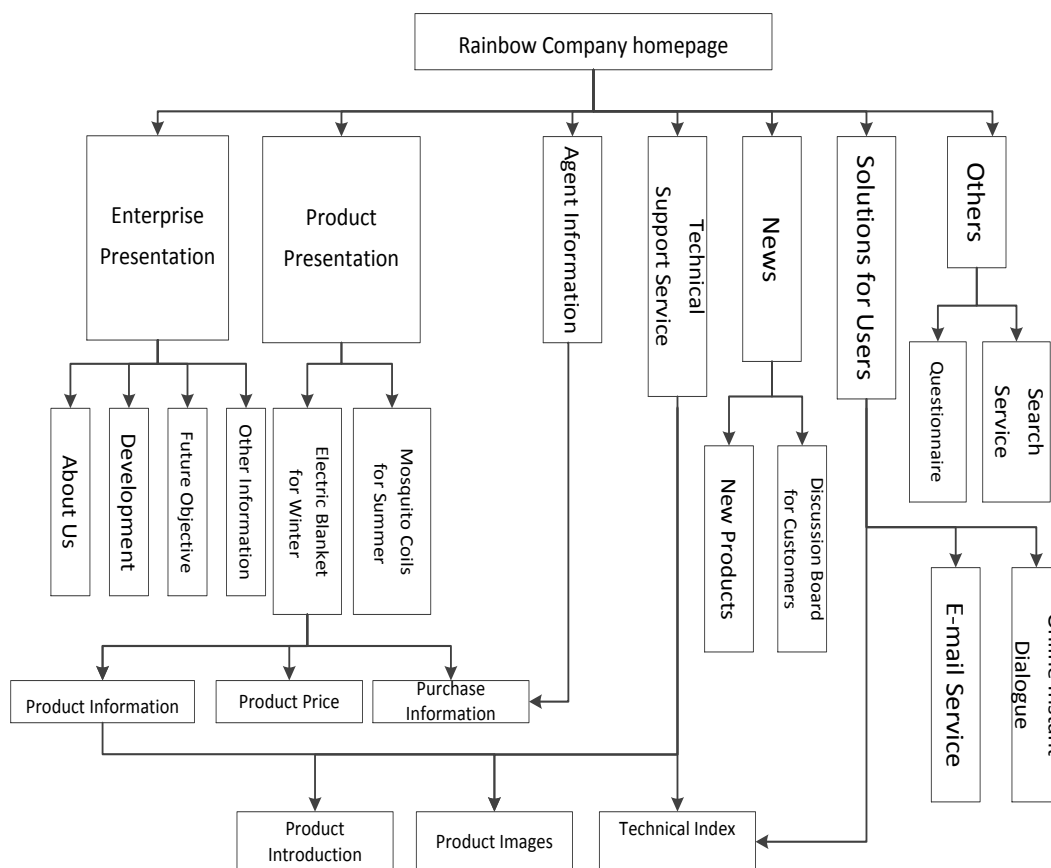 Rainbow Company homepage
Enterprise
Presentation
Product
Presentation
Agent Information
Technical
Support Service
News
Solutions for Users
Others
Questionnaire
Search
Service
About Us
Development
Future Objective
Other Information
Electric Blanket
for Winter
Mosquito Coils
for Summer
New Products
Discussion Board
for Customers
E-mail Service
Dialogue
Product Information
Product Price
Purchase
Information
Product
Introduction
Product Images
Technical Index